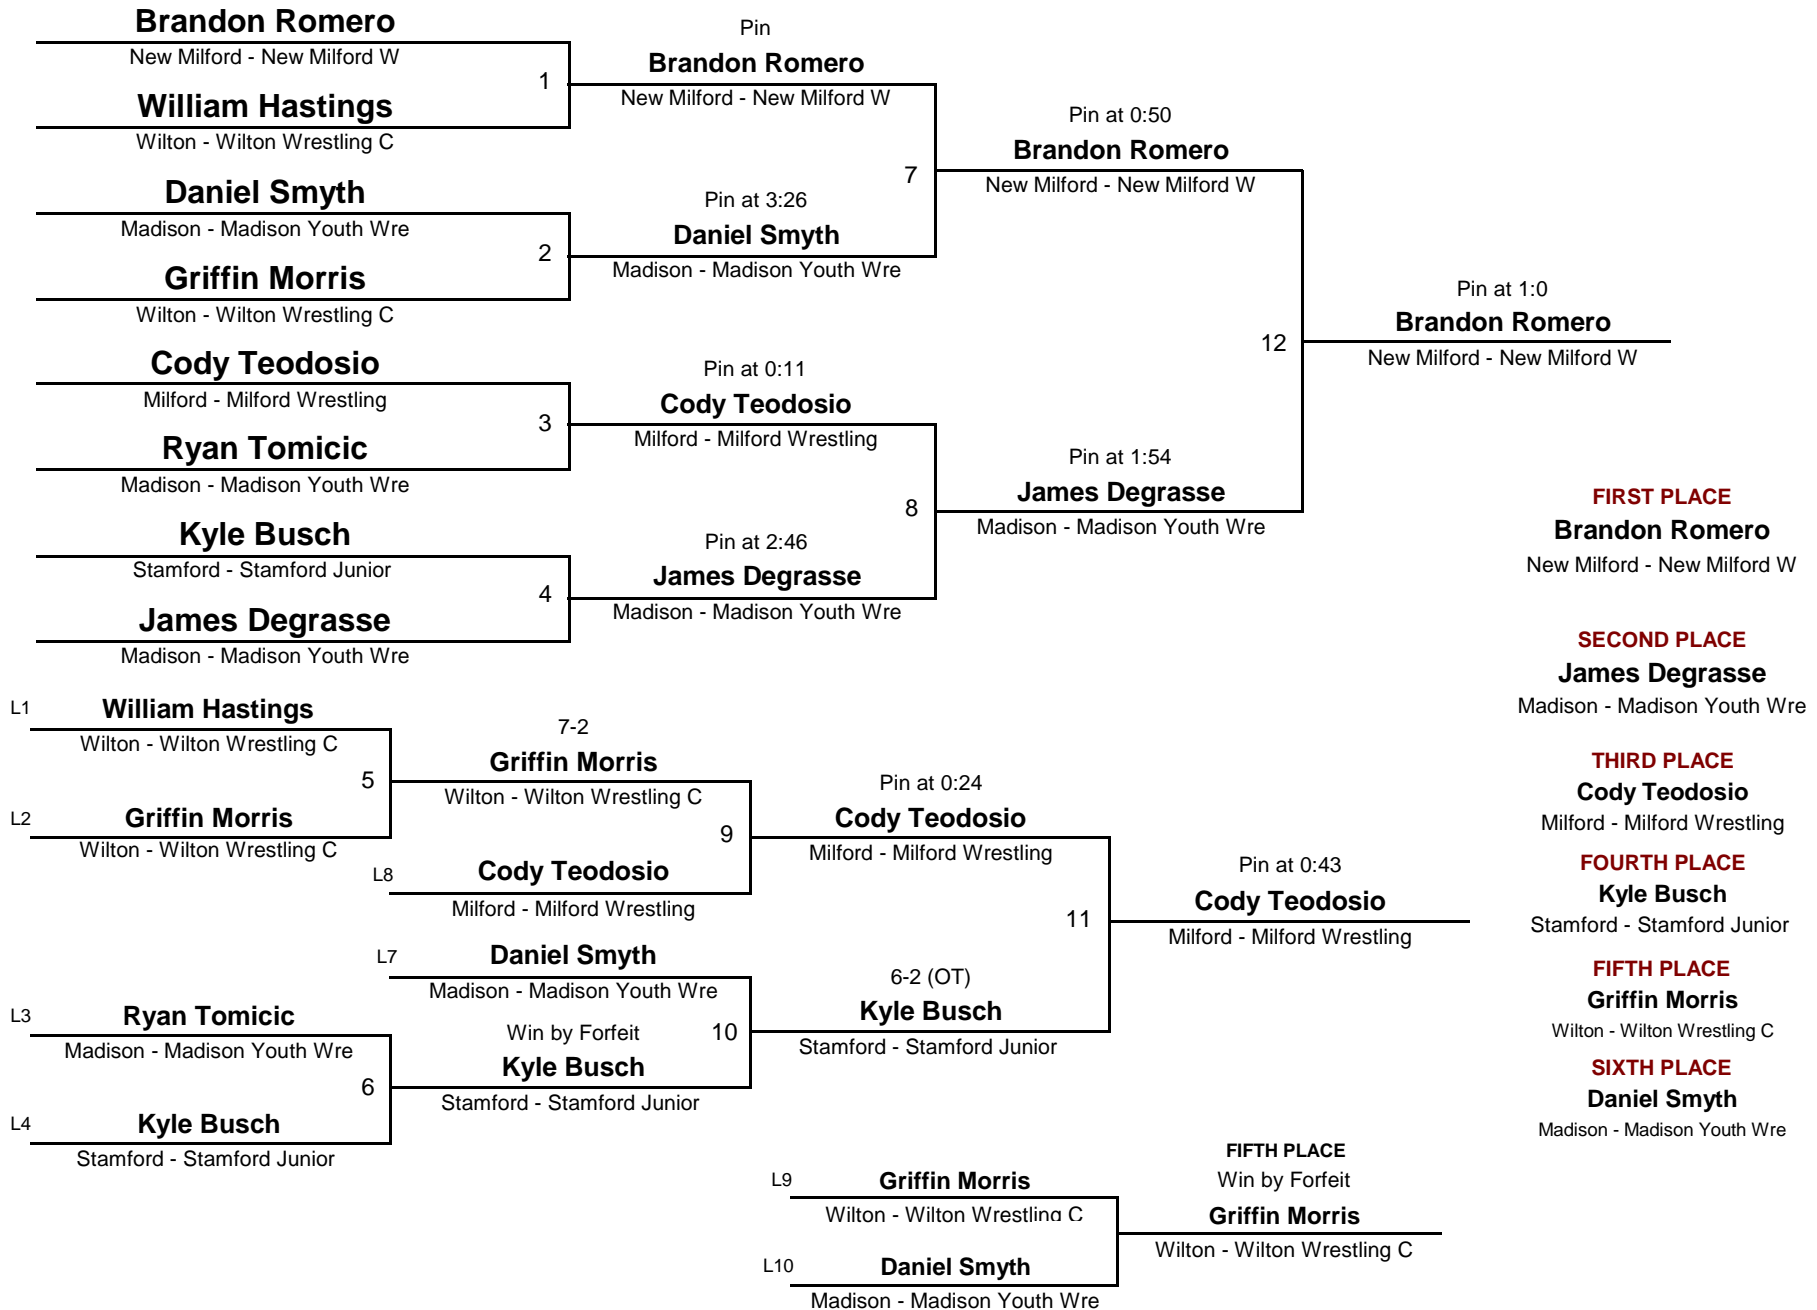 Brandon Romero
New Milford - New Milford W
1
William Hastings
Wilton - Wilton Wrestling C
Daniel Smyth
Madison - Madison Youth Wre
2
Griffin Morris
Wilton - Wilton Wrestling C
Cody Teodosio
Milford - Milford Wrestling
3
Ryan Tomicic
Madison - Madison Youth Wre
Kyle Busch
Stamford - Stamford Junior
4
James Degrasse
Madison - Madison Youth Wre
Pin
Brandon Romero
New Milford - New Milford W
7
Pin at 3:26
Daniel Smyth
Madison - Madison Youth Wre
Pin at 0:11
Cody Teodosio
Milford - Milford Wrestling
8
Pin at 2:46
James Degrasse
Madison - Madison Youth Wre
Pin at 0:50
Brandon Romero
New Milford - New Milford W
12
Pin at 1:54
James Degrasse
Madison - Madison Youth Wre
Pin at 1:0
Brandon Romero
New Milford - New Milford W
L1
William Hastings
Wilton - Wilton Wrestling C
5
L2
Griffin Morris
Wilton - Wilton Wrestling C
L3
Ryan Tomicic
Madison - Madison Youth Wre
6
L4
Kyle Busch
Stamford - Stamford Junior
7-2
Griffin Morris
Wilton - Wilton Wrestling C
9
L8
Cody Teodosio
Milford - Milford Wrestling
L7
Daniel Smyth
Madison - Madison Youth Wre
10
Win by Forfeit
Kyle Busch
Stamford - Stamford Junior
Pin at 0:24
Cody Teodosio
Milford - Milford Wrestling
11
6-2 (OT)
Kyle Busch
Stamford - Stamford Junior
Pin at 0:43
Cody Teodosio
Milford - Milford Wrestling
L9
Griffin Morris
Wilton - Wilton Wrestling C
L10
Daniel Smyth
Madison - Madison Youth Wre
FIFTH PLACE
Win by Forfeit
Griffin Morris
Wilton - Wilton Wrestling C
FIRST PLACE
Brandon Romero
New Milford - New Milford W
SECOND PLACE
James Degrasse
Madison - Madison Youth Wre
THIRD PLACE
Cody Teodosio
Milford - Milford Wrestling
FOURTH PLACE
Kyle Busch
Stamford - Stamford Junior
FIFTH PLACE
Griffin Morris
Wilton - Wilton Wrestling C
SIXTH PLACE
Daniel Smyth
Madison - Madison Youth Wre